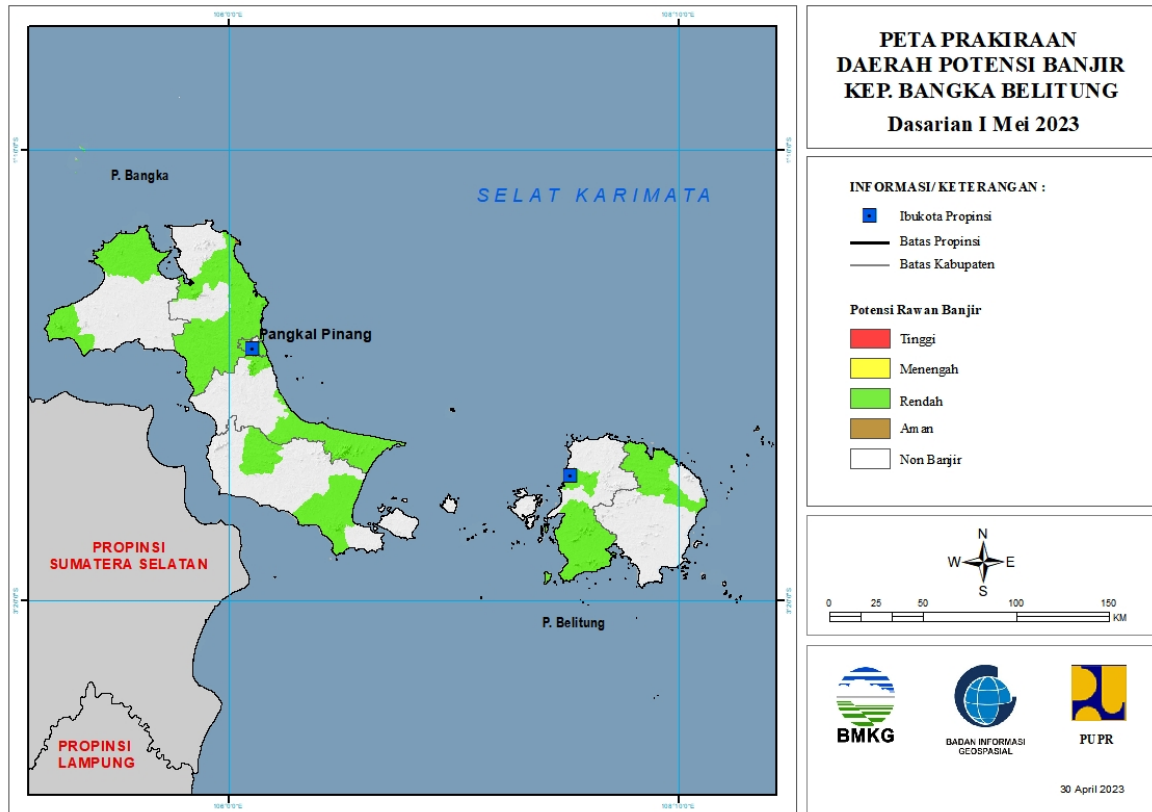 PETA PRAKIRAAN
DAERAH POTENSI BANJIR
KEP. BANGKA BELITUNG
Dasarian I Mei 2023
P. Bangka
SELAT KARIMATA
Pangkal Pinang
PROPINSI
SUMATERA SELATAN
P. Belitung
PROPINSI
LAMPUNG
INFORMASI/ KETERANGAN :
Ibukota Propinsi
Batas Propinsi
Batas Kabupaten
Potensi Rawan Banjir
Tinggi
Menengah
Rendah
Aman
Non Banjir
N
W E
S
0 25 50 100 150
KM
BMKG
BADAN INFORMASI
GEOSPASIAL
PUPR
30 April 2023